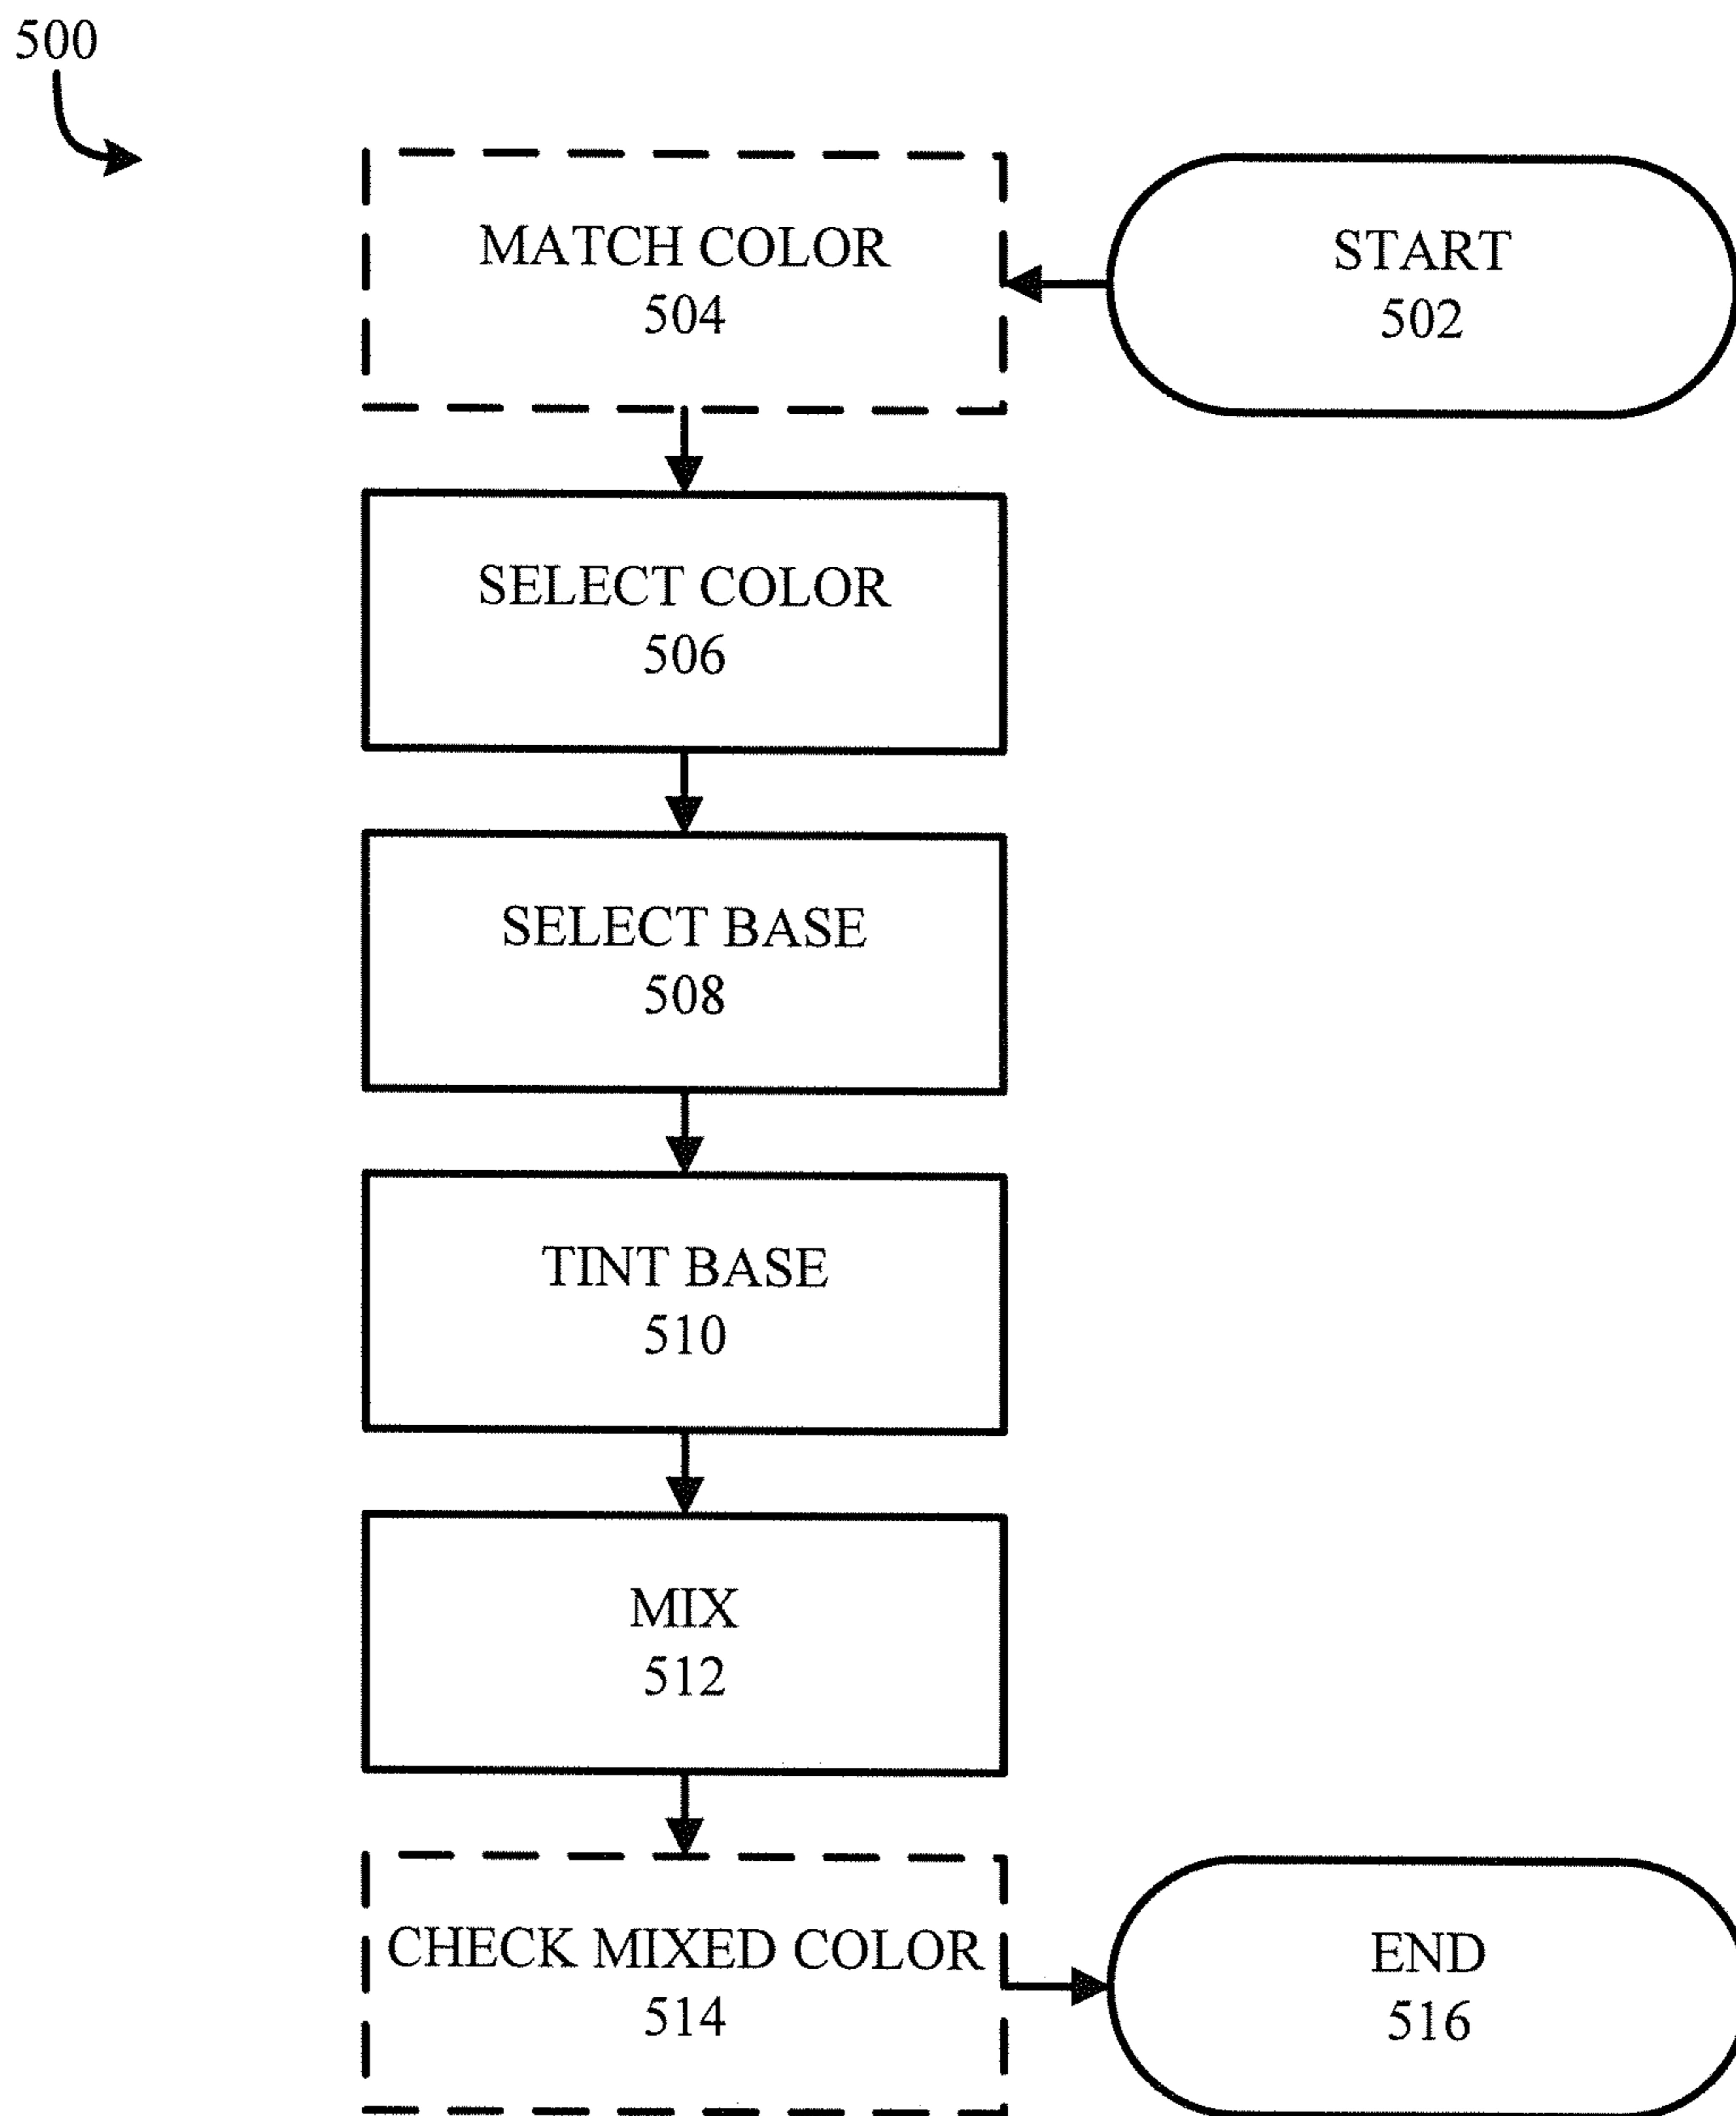 500
MATCH COLOR
504
START
502
SELECT COLOR
506
SELECT BASE
508
TINT BASE
510
MIX
512
CHECK MIXED COLOR
514
END
516